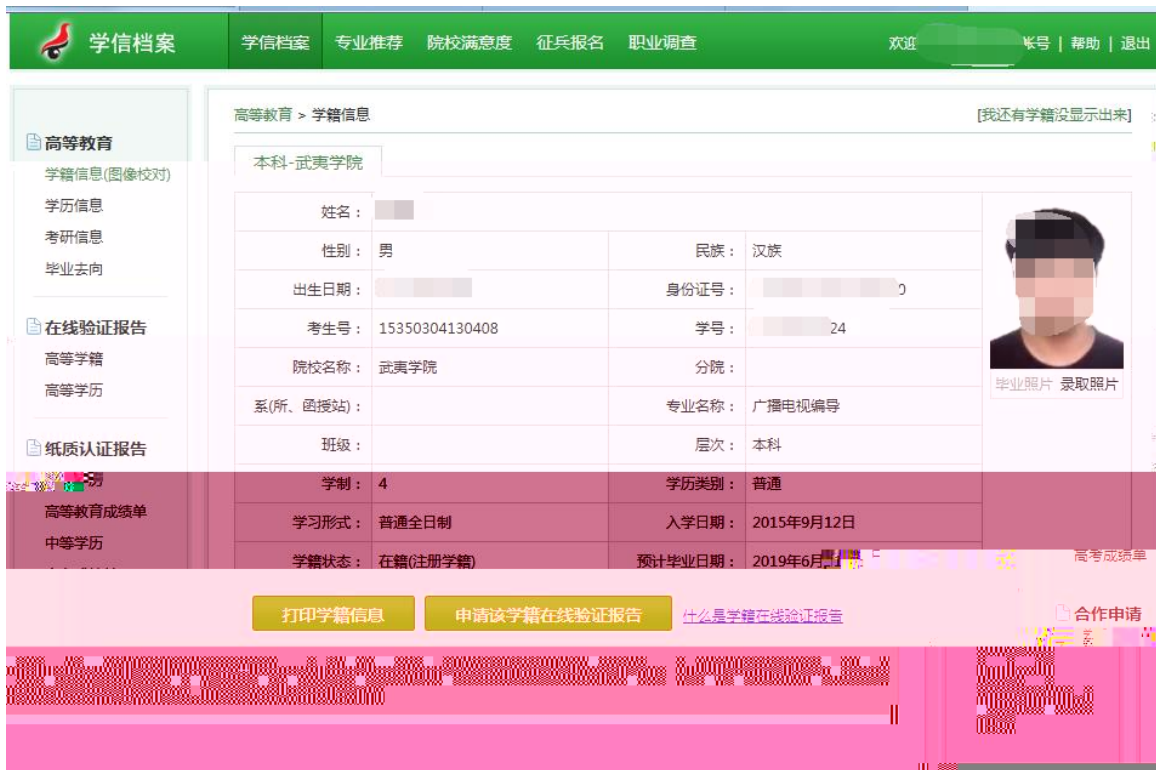 学信档案
学信档案 专业推荐 院校满意度 征兵报名 职业调查
欢迎 帐号 | 帮助 | 退出
高等教育 > 学籍信息
[我还有学籍没显示出来]
高等教育
学籍信息(图像校对)
学历信息
考研信息
毕业去向
在线验证报告
高等学籍
高等学历
纸质认证报告
高等教育成绩单
中等学历
本科-武夷学院
姓名：
性别： 男 民族： 汉族
出生日期： 身份证号： 0
考生号： 15350304130408 学号： 24
院校名称： 武夷学院 分院：
系(所、函授站)： 专业名称： 广播电视编导
班级： 层次： 本科
学制： 4 学历类别： 普通
学习形式： 普通全日制 入学日期： 2015年9月12日
学籍状态： 在籍(注册学籍) 预计毕业日期： 2019年6月
毕业照片 录取照片
高考成绩单
打印学籍信息 申请该学籍在线验证报告 什么是学籍在线验证报告
合作申请